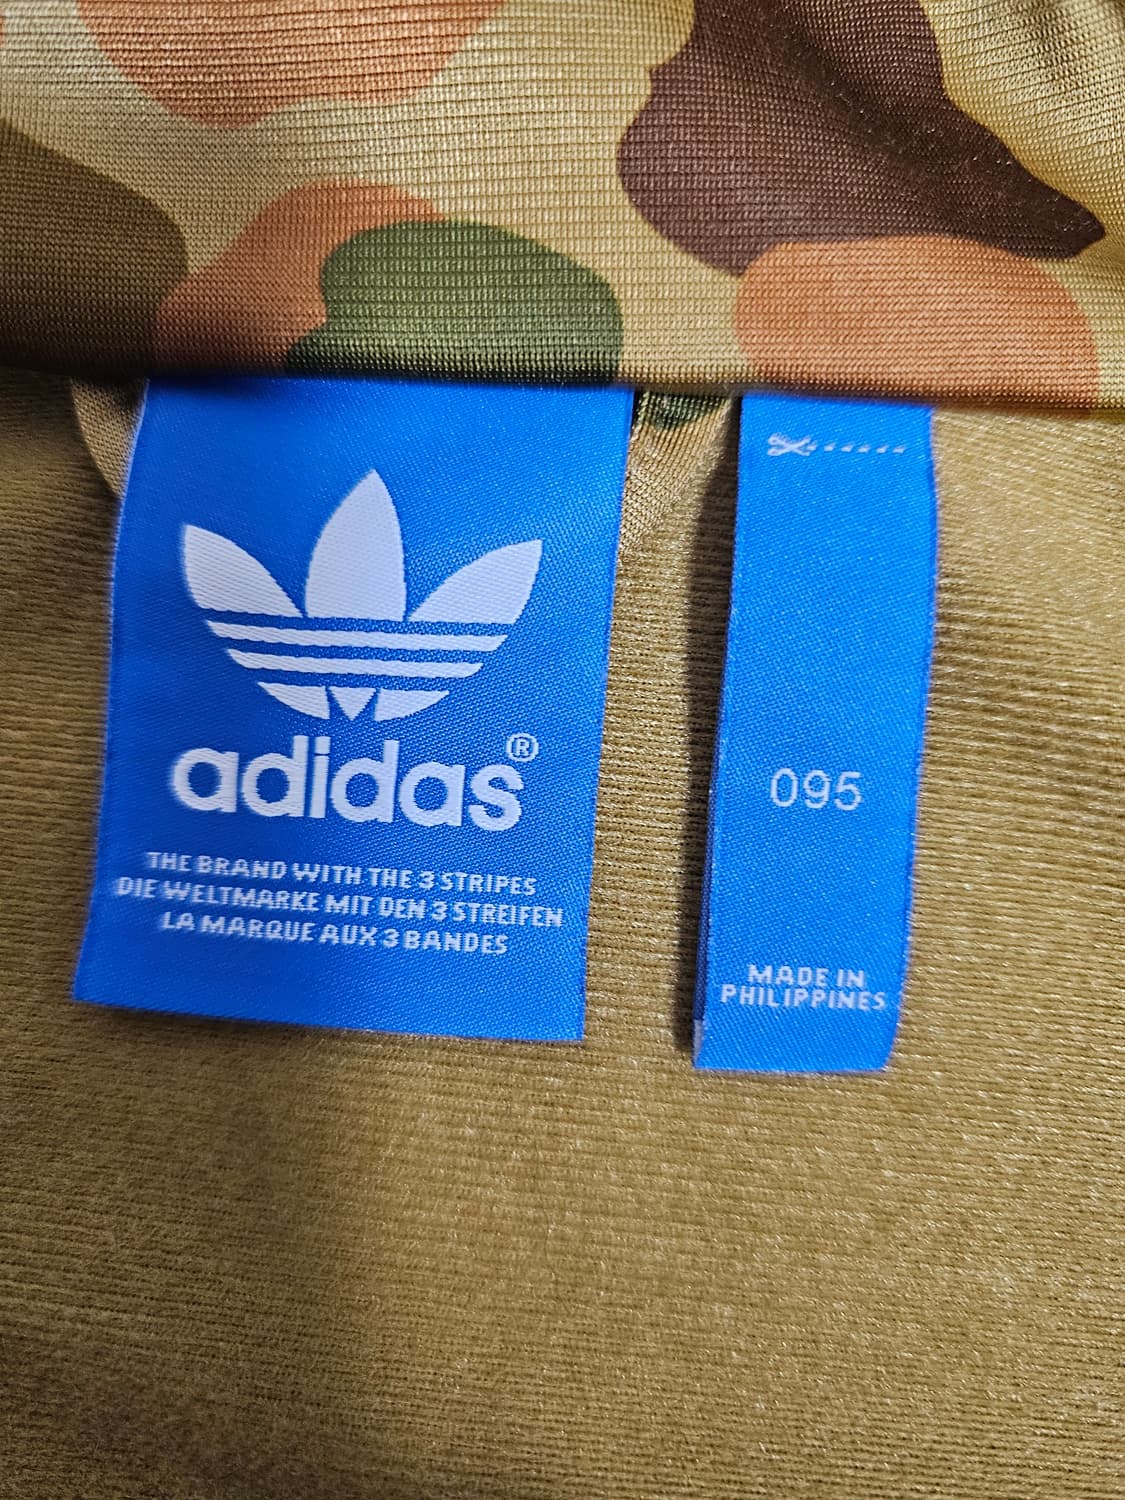 adidas®
THE BRAND WITH THE 3 STRIPES
DIE WELTMARKE MIT DEN 3 STREIFEN
LA MARQUE AUX 3 BANDES
095
MADE IN
PHILIPPINES